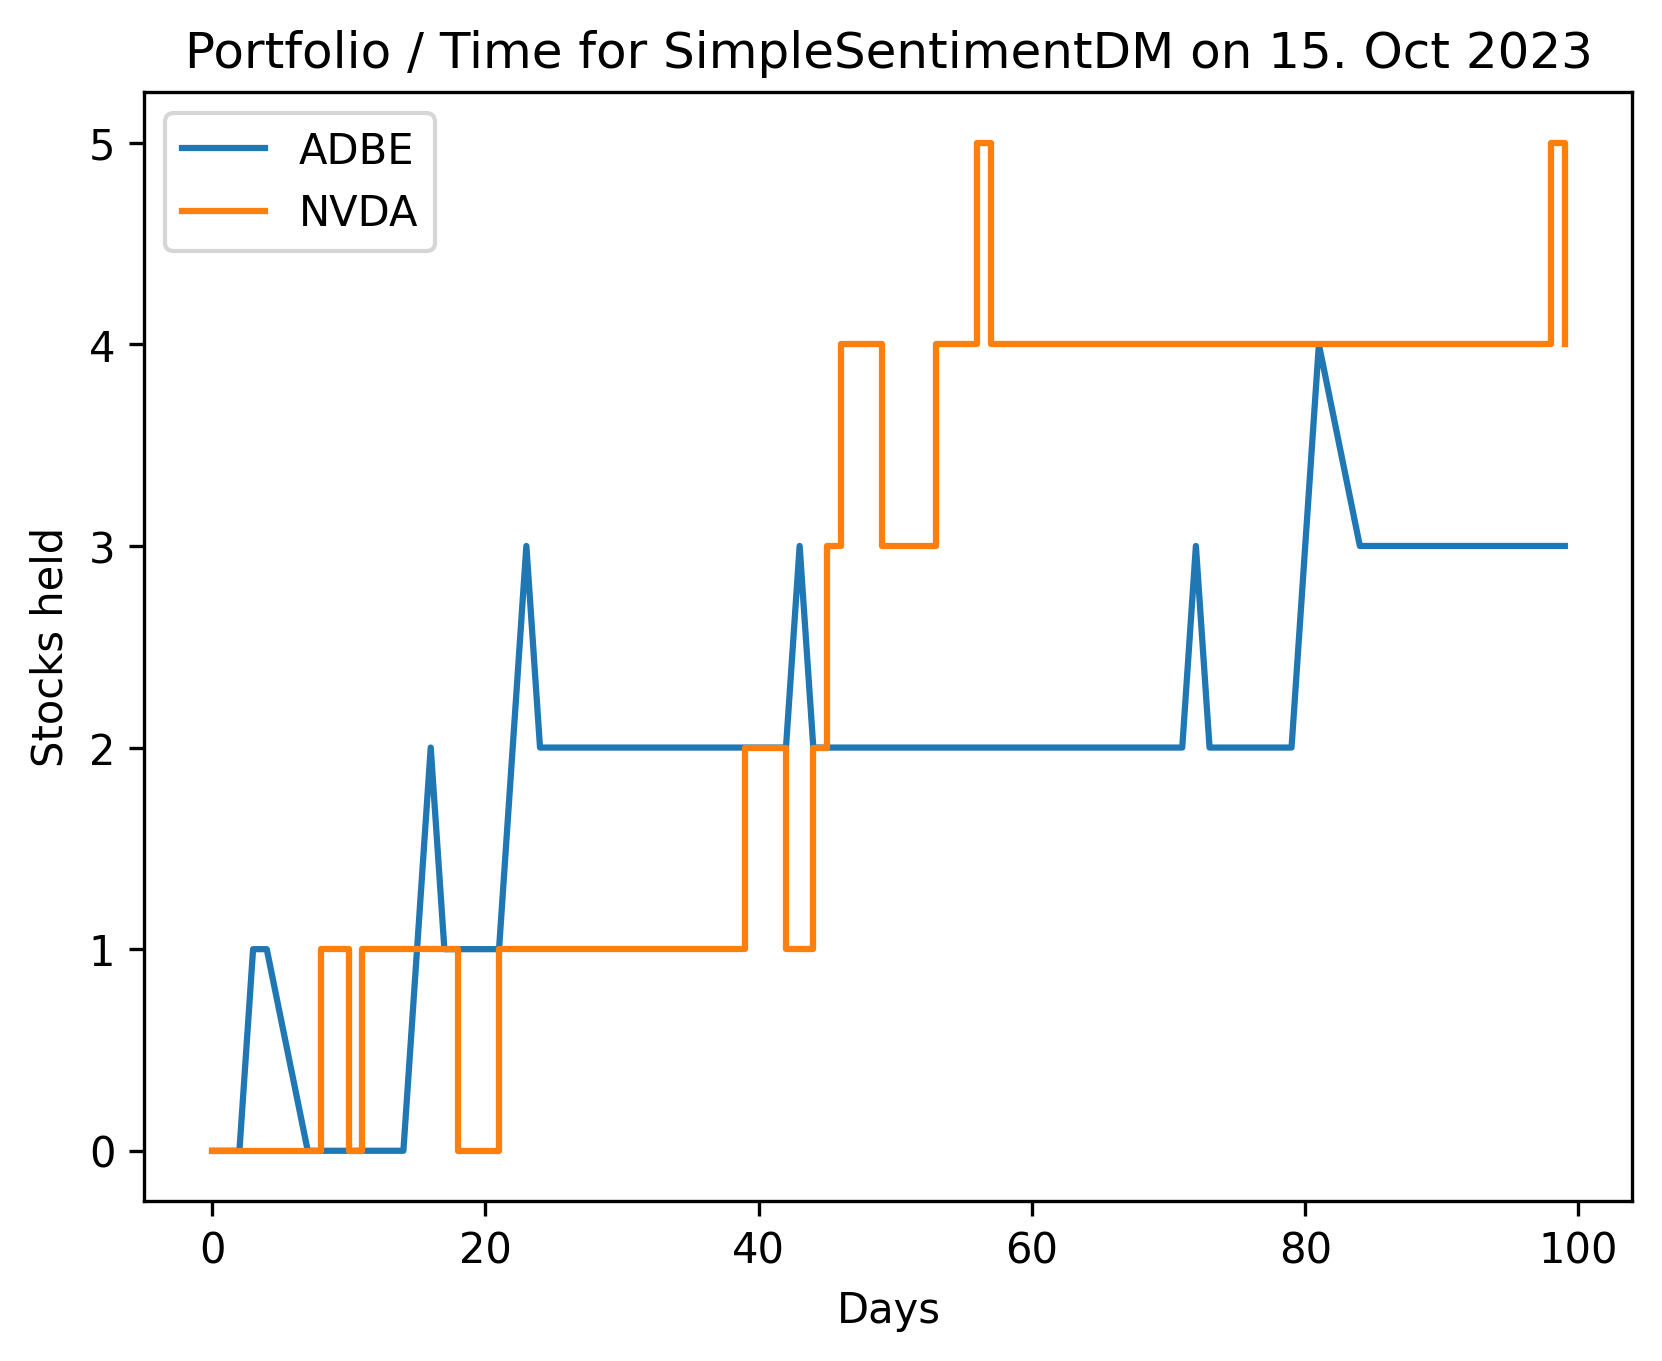 Portfolio / Time for SimpleSentimentDM on 15. Oct 2023
ADBE
NVDA
Stocks held
5
4
3
2
1
0
0 20 40 60 80 100
Days